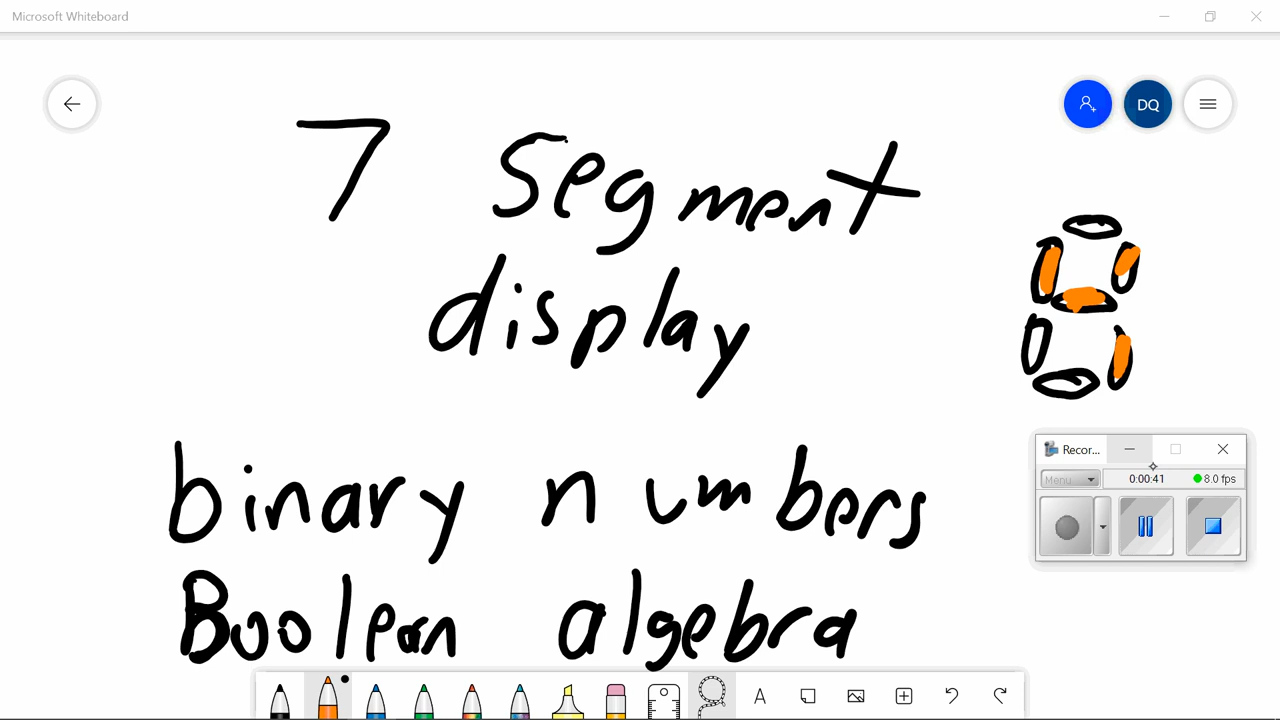 Microsoft Whiteboard
DQ
7 segment
display
binary numbers
Boolean algebra
Recor...
Menu
0:00:41
8.0 fps
A